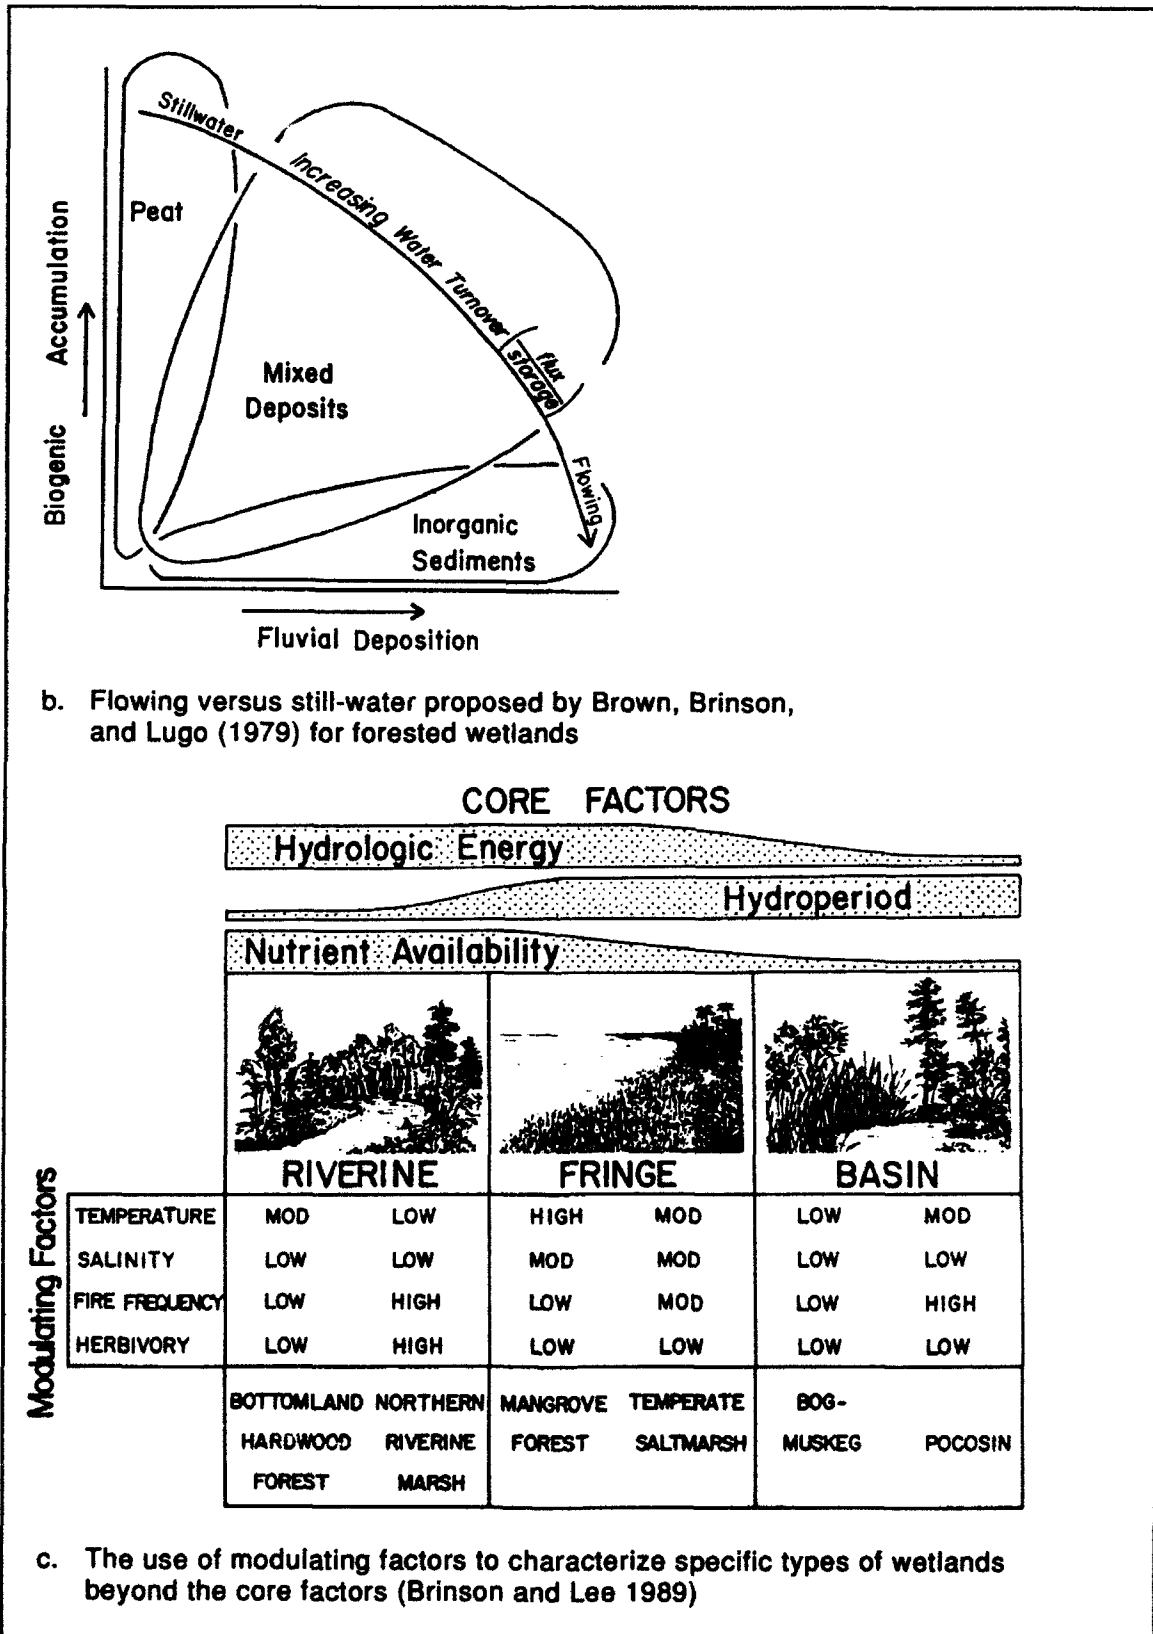 Stillwater
Increasing Water Turnover
flux
storage
Flowing
Peat
Mixed
Deposits
Inorganic
Sediments
Biogenic Accumulation
Fluvial Deposition
b. Flowing versus still-water proposed by Brown, Brinson,
and Lugo (1979) for forested wetlands
CORE FACTORS
Hydrologic Energy
Hydroperiod
Nutrient Availability
RIVERINE FRINGE BASIN
Modulating Factors
TEMPERATURE MOD LOW HIGH MOD LOW MOD
SALINITY LOW LOW MOD MOD LOW LOW
FIRE FREQUENCY LOW HIGH LOW MOD LOW HIGH
HERBIVORY LOW HIGH LOW LOW LOW LOW
BOTTOMLAND NORTHERN MANGROVE TEMPERATE BOG-
HARDWOOD RIVERINE FOREST SALTMARSH MUSKEG POCOSIN
FOREST MARSH
c. The use of modulating factors to characterize specific types of wetlands
beyond the core factors (Brinson and Lee 1989)